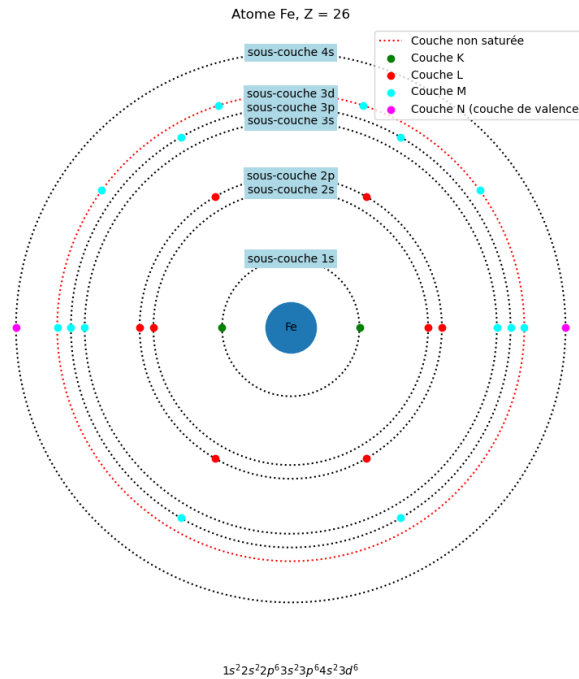 Atome Fe, Z = 26
sous-couche 4s
Couche non saturée
Couche K
Couche L
Couche M
Couche N (couche de valence
sous-couche 3d
sous-couche 3p
sous-couche 3s
sous-couche 2p
sous-couche 2s
sous-couche 1s
Fe
1s²2s²2p⁶3s²3p⁶4s²3d⁶